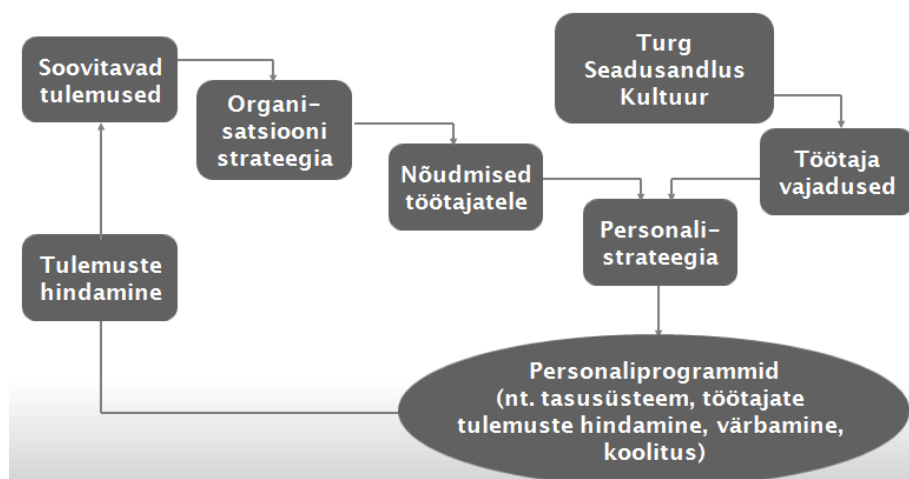 Soovitavad
tulemused
Organi-
satsiooni
strateegia
Nõudmised
töötajatele
Turg
Seadusandlus
Kultuur
Töötaja
vajadused
Personali-
strateegia
Personaliprogrammid
(nt. tasusüsteem, töötajate
tulemuste hindamine, värbamine,
koolitus)
Tulemuste
hindamine